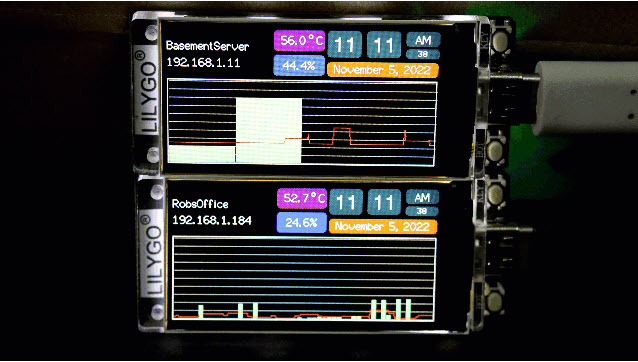 LILYGO®
BasementServer
192.168.1.11
56.0°C
44.4%
11 11 AM
38
November 5, 2022
LILYGO®
RobsOffice
192.168.1.184
52.7°C
24.6%
11 11 AM
38
November 5, 2022